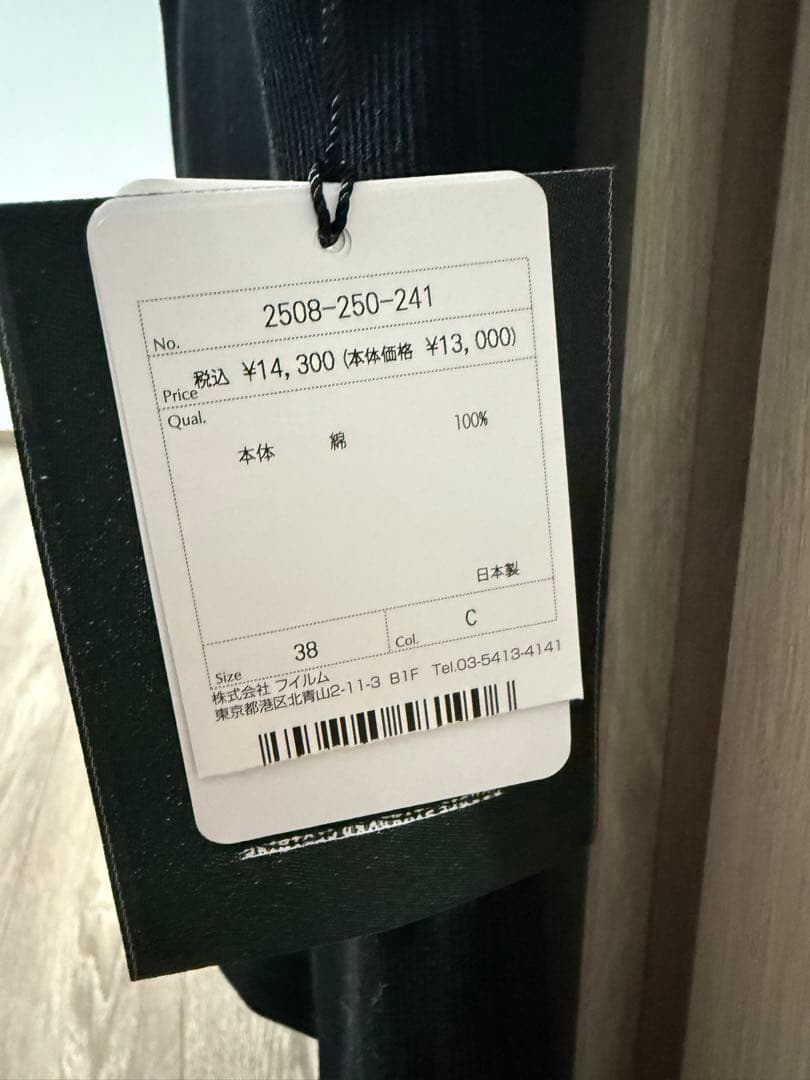 No. 2508-250-241
Price 税込 ¥14,300 (本体価格 ¥13,000)
Qual.
本体 綿 100%
日本製
Size 38 Col. C
株式会社 フイルム
東京都港区北青山2-11-3 B1F Tel.03-5413-4141